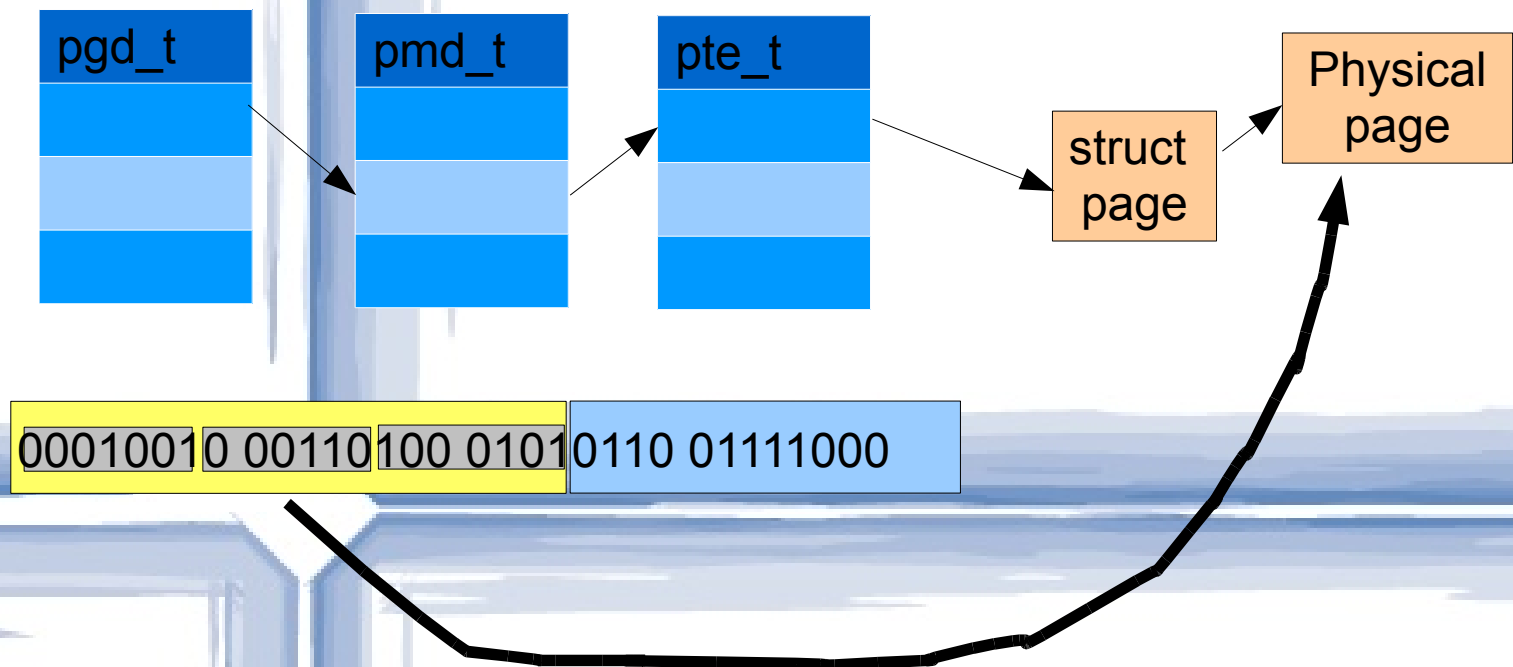 pgd_t
pmd_t
pte_t
struct
page
Physical
page
00010010 00110100 01010110 01111000